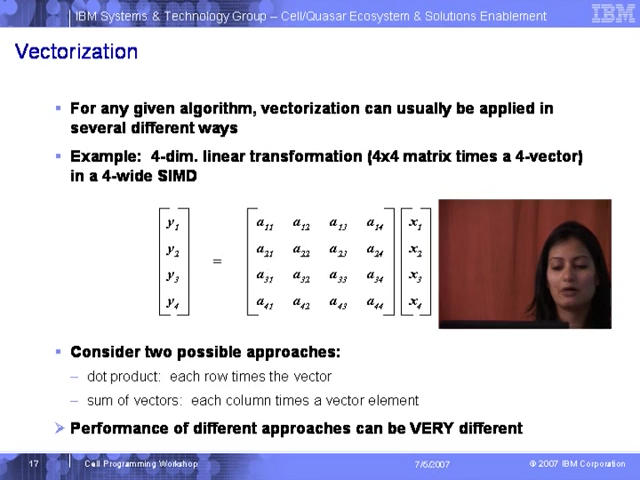 IBM Systems & Technology Group – Cell/Quasar Ecosystem & Solutions Enablement
IBM
Vectorization
For any given algorithm, vectorization can usually be applied in
several different ways
Example: 4-dim. linear transformation (4x4 matrix times a 4-vector)
in a 4-wide SIMD
y1 a11 a12 a13 a14 x1
y2 a21 a22 a23 a24 x2
=
y3 a31 a32 a33 a34 x3
y4 a41 a42 a43 a44 x4
Consider two possible approaches:
– dot product: each row times the vector
– sum of vectors: each column times a vector element
Performance of different approaches can be VERY different
17 Cell Programming Workshop 7/5/2007 © 2007 IBM Corporation